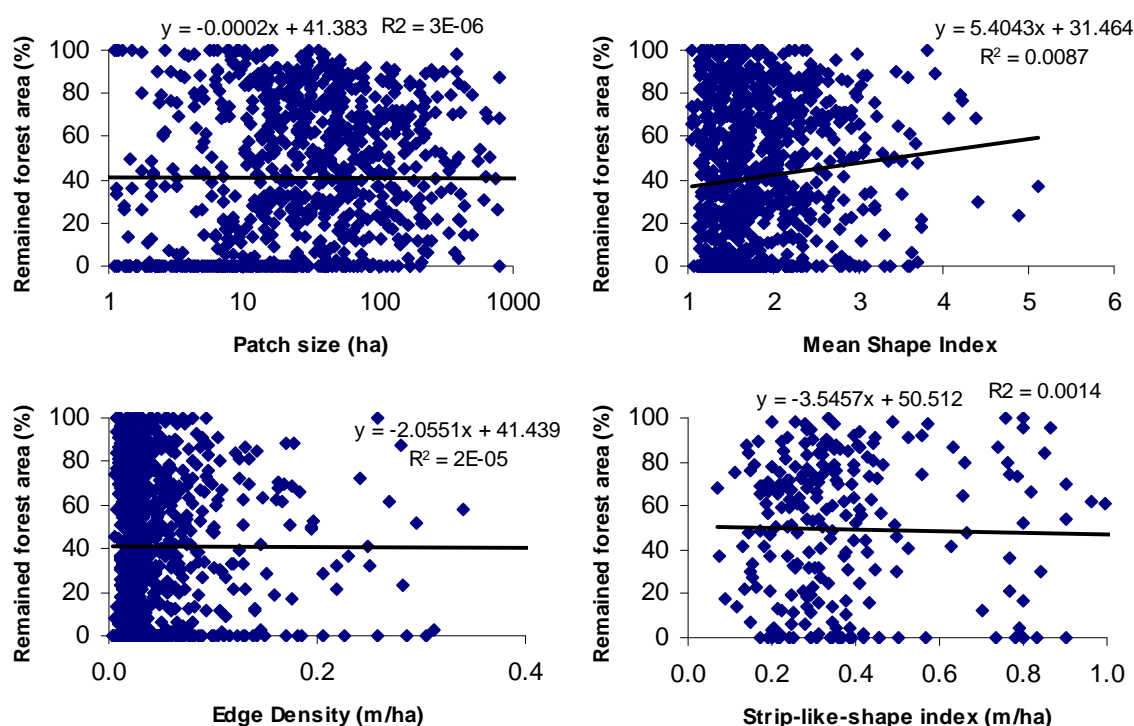 y = -0.0002x + 41.383 R2 = 3E-06
Remained forest area (%)
100
80
60
40
20
0
1 10 100 1000
Patch size (ha)
y = 5.4043x + 31.464
R² = 0.0087
Remained forest area (%)
100
80
60
40
20
0
1 2 3 4 5 6
Mean Shape Index
y = -2.0551x + 41.439
R² = 2E-05
Remained forest area (%)
100
80
60
40
20
0
0.0 0.2 0.4
Edge Density (m/ha)
y = -3.5457x + 50.512 R2 = 0.0014
Remained forest area (%)
100
80
60
40
20
0
0.0 0.2 0.4 0.6 0.8 1.0
Strip-like-shape index (m/ha)